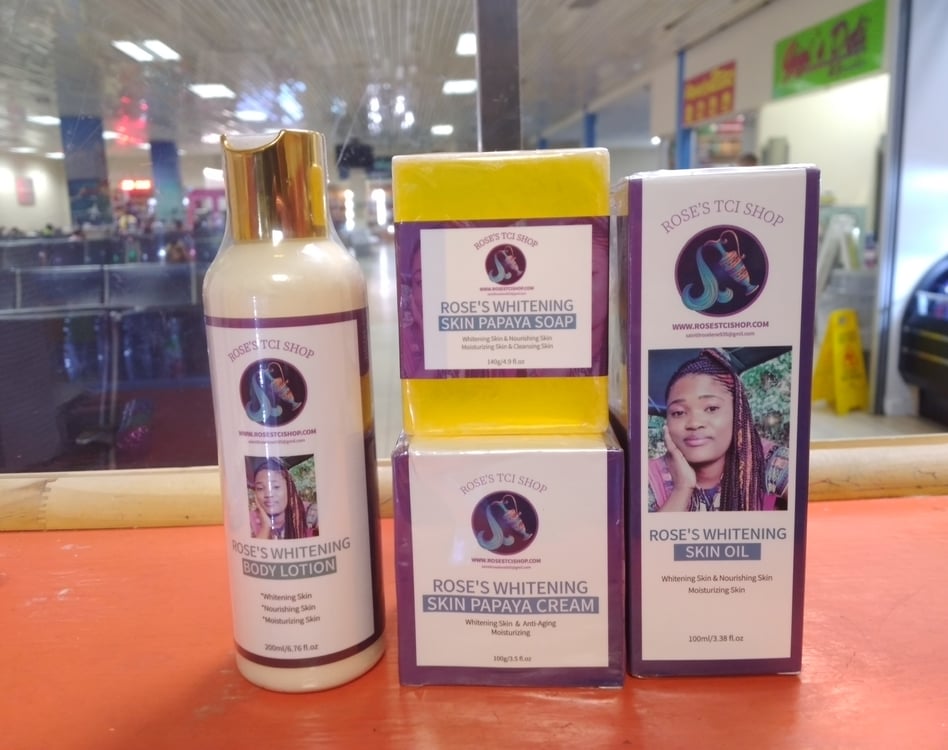 ROSE'S TCI SHOP
WWW.ROSESTCISHOP.COM
ROSE'S WHITENING
BODY LOTION
*Whitening Skin
*Nourishing Skin
*Moisturizing Skin
200ml/6.76 fl.oz
ROSE'S TCI SHOP
WWW.ROSESTCISHOP.COM
ROSE'S WHITENING
SKIN PAPAYA SOAP
Whitening Skin & Nourishing Skin
Moisturizing Skin & Cleansing Skin
140g/4.9 fl.oz
ROSE'S TCI SHOP
WWW.ROSESTCISHOP.COM
ROSE'S WHITENING
SKIN PAPAYA CREAM
Whitening Skin & Anti-Aging
Moisturizing
100g/3.5 fl.oz
ROSE'S TCI SHOP
WWW.ROSESTCISHOP.COM
ROSE'S WHITENING
SKIN OIL
Whitening Skin & Nourishing Skin
Moisturizing Skin
100ml/3.38 fl.oz